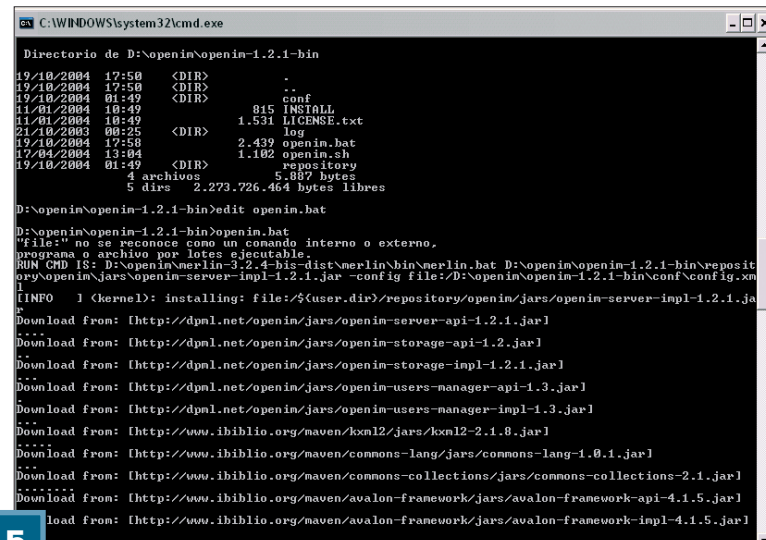 C:\WINDOWS\system32\cmd.exe
Directorio de D:\openim\openim-1.2.1-bin
19/10/2004 17:50 <DIR> .
19/10/2004 17:50 <DIR> ..
19/10/2004 01:49 <DIR> conf
11/01/2004 10:49 815 INSTALL
11/01/2004 10:49 1.531 LICENSE.txt
21/10/2003 00:25 <DIR> log
19/10/2004 17:58 2.439 openim.bat
17/04/2004 13:04 1.102 openim.sh
19/10/2004 01:49 <DIR> repository
4 archivos 5.887 bytes
5 dirs 2.273.726.464 bytes libres
D:\openim\openim-1.2.1-bin>edit openim.bat
D:\openim\openim-1.2.1-bin>openim.bat
"file:" no se reconoce como un comando interno o externo,
programa o archivo por lotes ejecutable.
RUN CMD IS: D:\openim\merlin-3.2.4-bis-dist\merlin\bin\merlin.bat D:\openim\openim-1.2.1-bin\reposit
ory\openim\jars\openim-server-impl-1.2.1.jar -config file:/D:\openim\openim-1.2.1-bin\conf\config.xm
l
[INFO ] (kernel): installing: file:/${user.dir}/repository/openim/jars/openim-server-impl-1.2.1.ja
r
Download from: [http://dpml.net/openim/jars/openim-server-api-1.2.1.jar]
....
Download from: [http://dpml.net/openim/jars/openim-storage-api-1.2.jar]
..
Download from: [http://dpml.net/openim/jars/openim-storage-impl-1.2.1.jar]
...
Download from: [http://dpml.net/openim/jars/openim-users-manager-api-1.3.jar]
.
Download from: [http://dpml.net/openim/jars/openim-users-manager-impl-1.3.jar]
...
Download from: [http://www.ibiblio.org/maven/kxml2/jars/kxml2-2.1.8.jar]
.....
Download from: [http://www.ibiblio.org/maven/commons-lang/jars/commons-lang-1.0.1.jar]
...
Download from: [http://www.ibiblio.org/maven/commons-collections/jars/commons-collections-2.1.jar]
........
Download from: [http://www.ibiblio.org/maven/avalon-framework/jars/avalon-framework-api-4.1.5.jar]
..
load from: [http://www.ibiblio.org/maven/avalon-framework/jars/avalon-framework-impl-4.1.5.jar]
5